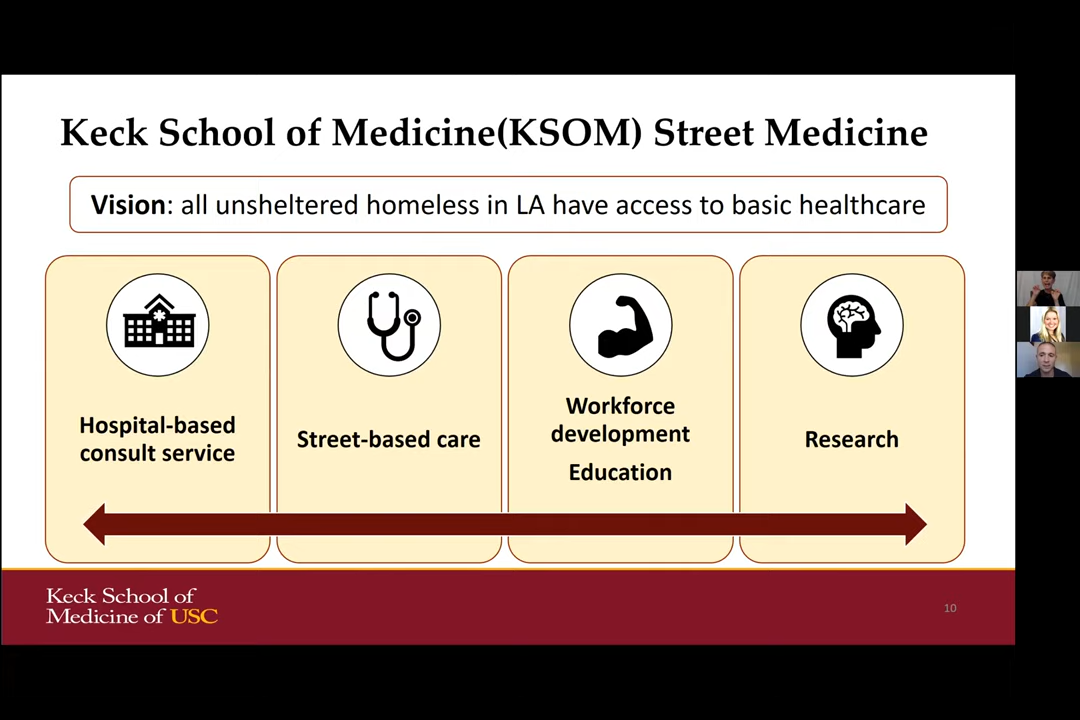 Keck School of Medicine(KSOM) Street Medicine
Vision: all unsheltered homeless in LA have access to basic healthcare
Hospital-based
consult service
Street-based care
Workforce
development
Education
Research
Keck School of
Medicine of USC
10